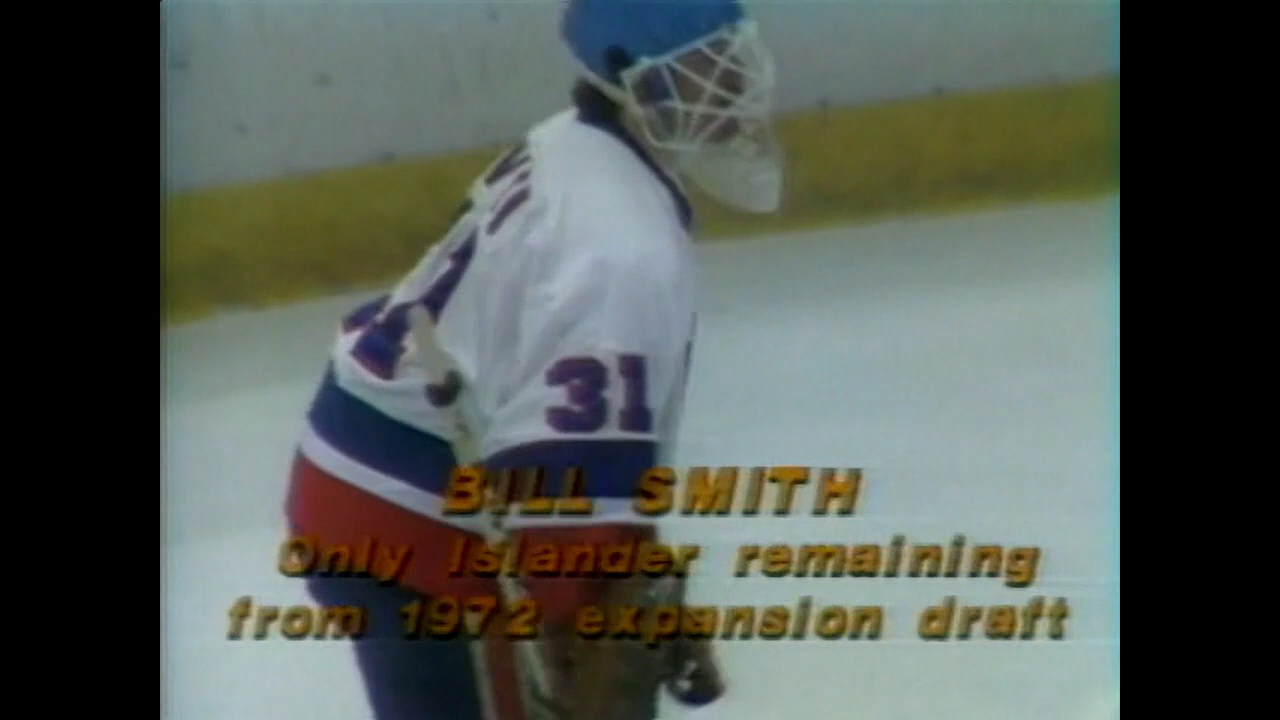 31
BILL SMITH
Only Islander remaining
from 1972 expansion draft